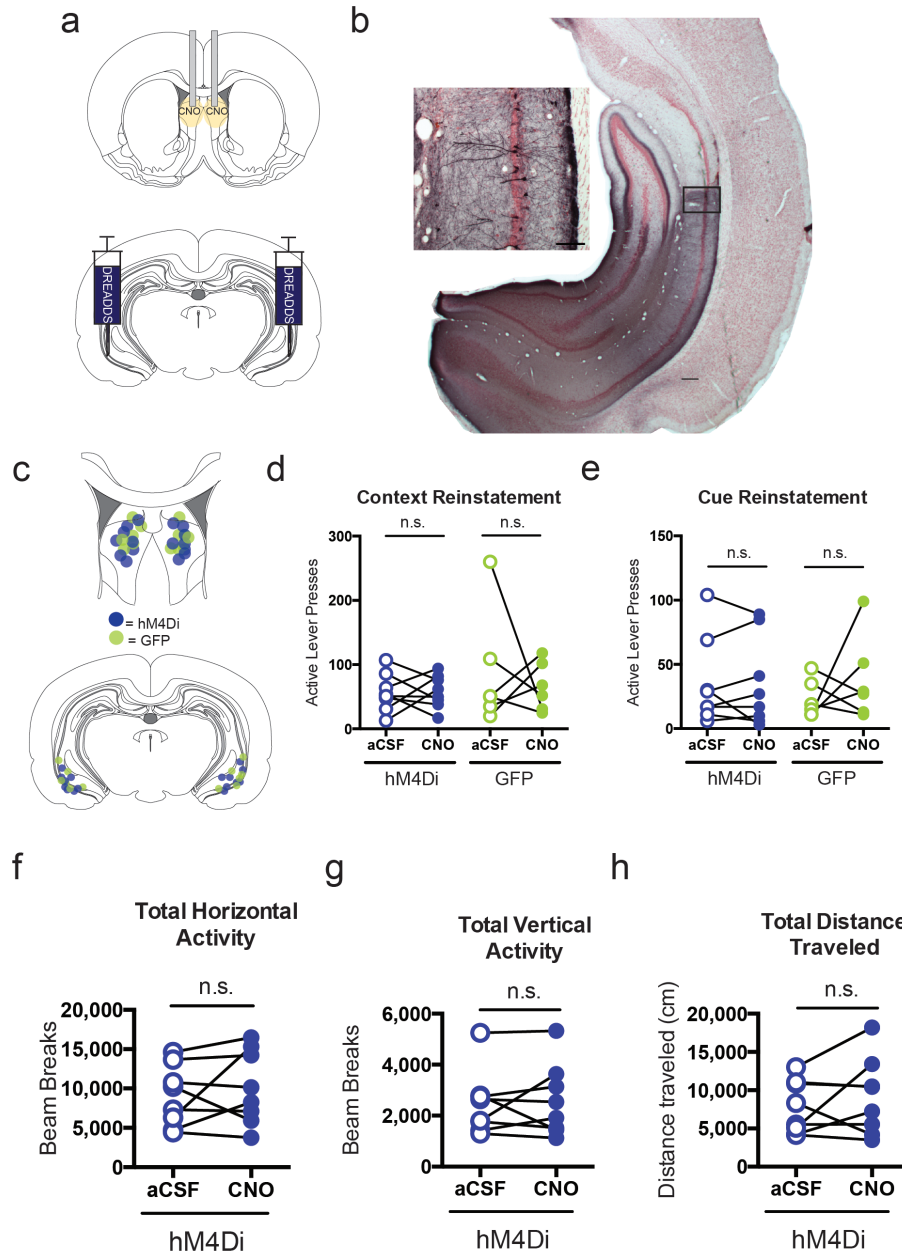 a
CNO CNO
DREADDS DREADDS
b
c
= hM4Di
= GFP
d
Context Reinstatement
n.s. n.s.
Active Lever Presses
300
200
100
0
aCSF CNO aCSF CNO
hM4Di GFP
e
Cue Reinstatement
n.s. n.s.
Active Lever Presses
150
100
50
0
aCSF CNO aCSF CNO
hM4Di GFP
f
Total Horizontal
Activity
n.s.
Beam Breaks
20,000
15,000
10,000
5,000
0
aCSF CNO
hM4Di
g
Total Vertical
Activity
n.s.
Beam Breaks
6,000
4,000
2,000
0
aCSF CNO
hM4Di
h
Total Distance
Traveled
n.s.
Distance traveled (cm)
20,000
15,000
10,000
5,000
0
aCSF CNO
hM4Di